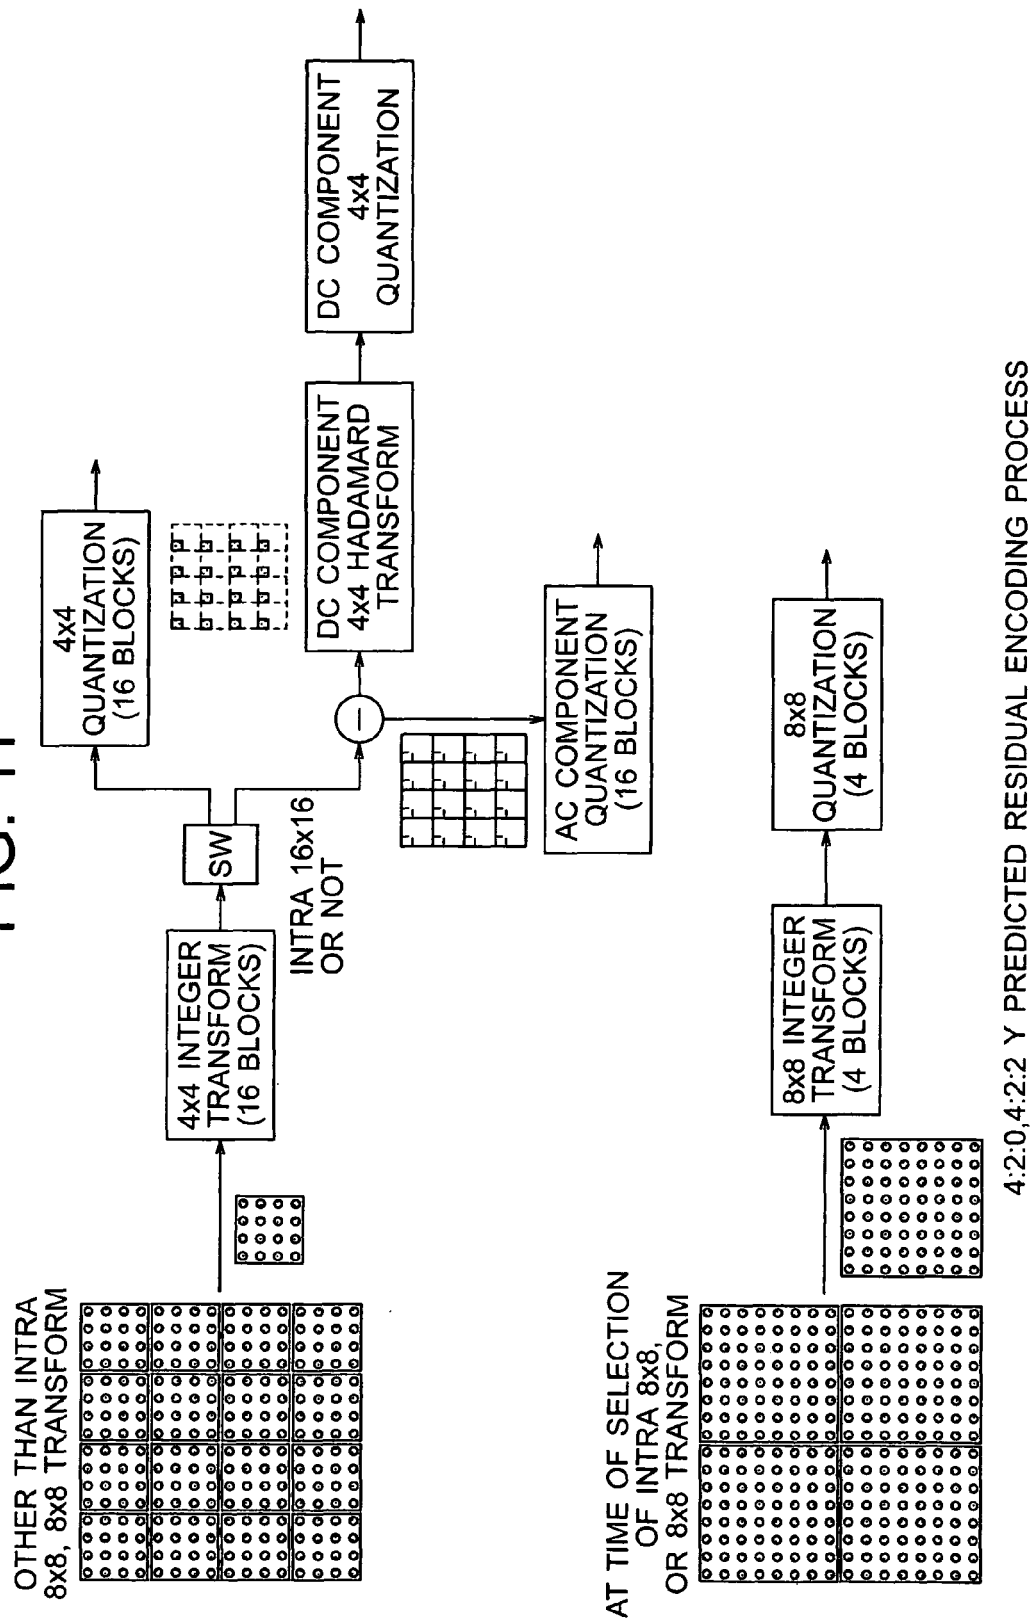 OTHER THAN INTRA
8x8, 8x8 TRANSFORM
4x4 INTEGER
TRANSFORM
(16 BLOCKS)
SW
INTRA 16x16
OR NOT
4x4
QUANTIZATION
(16 BLOCKS)
DC COMPONENT
4x4 HADAMARD
TRANSFORM
DC COMPONENT
4x4
QUANTIZATION
AC COMPONENT
QUANTIZATION
(16 BLOCKS)
AT TIME OF SELECTION
OF INTRA 8x8,
OR 8x8 TRANSFORM
8x8 INTEGER
TRANSFORM
(4 BLOCKS)
8x8
QUANTIZATION
(4 BLOCKS)
4:2:0,4:2:2 Y PREDICTED RESIDUAL ENCODING PROCESS